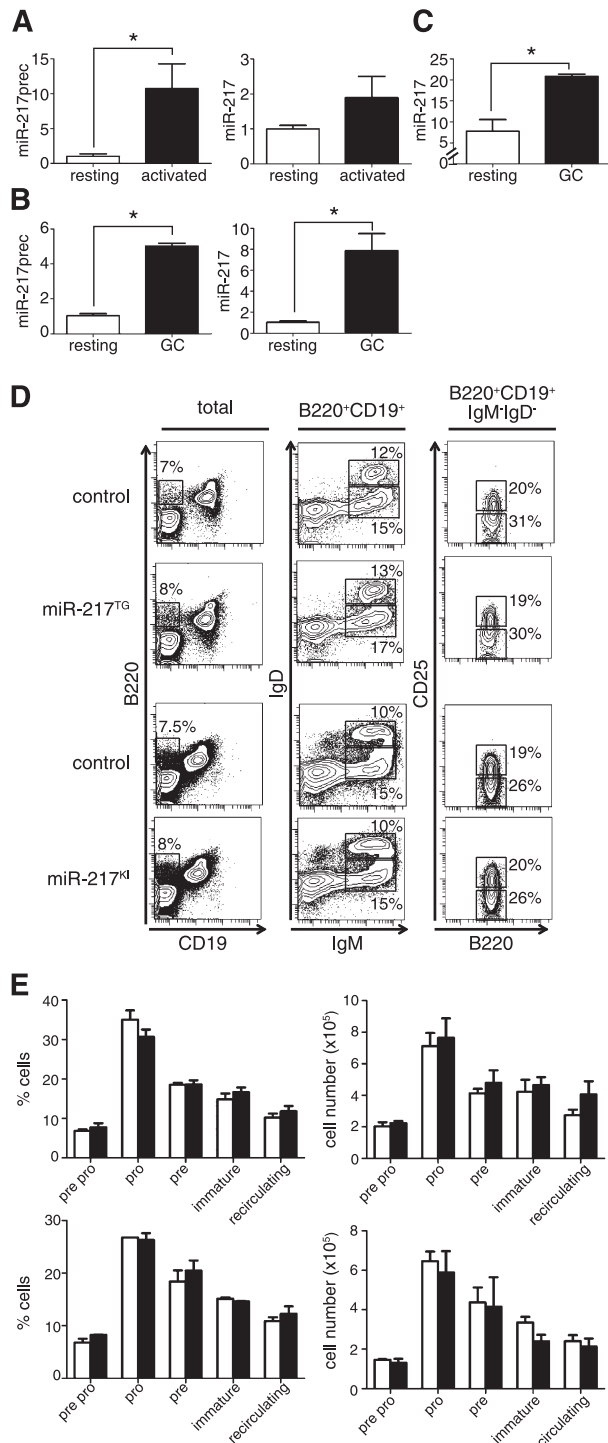 A
miR-217prec
15
10
5
0
*
resting
activated
miR-217
3
2
1
0
resting
activated
C
miR-217
25
20
15
10
5
0
*
resting
GC
B
miR-217prec
6
4
2
0
*
resting
GC
miR-217
10
8
6
4
2
0
*
resting
GC
D
total
B220⁺CD19⁺
B220⁺CD19⁺
IgM⁻IgD⁻
control
7%
12%
15%
20%
31%
miR-217ᵀᴳ
8%
13%
17%
19%
30%
B220
IgD
CD25
control
7.5%
10%
15%
19%
26%
miR-217ᴷᴵ
8%
10%
15%
20%
26%
CD19
IgM
B220
E
% cells
40
30
20
10
0
pre pro
pro
pre
immature
recirculating
cell number (x10⁵)
10
8
6
4
2
0
pre pro
pro
pre
immature
recirculating
% cells
30
20
10
0
pre pro
pro
pre
immature
recirculating
cell number (x10⁵)
8
6
4
2
0
pre pro
pro
pre
immature
recirculating